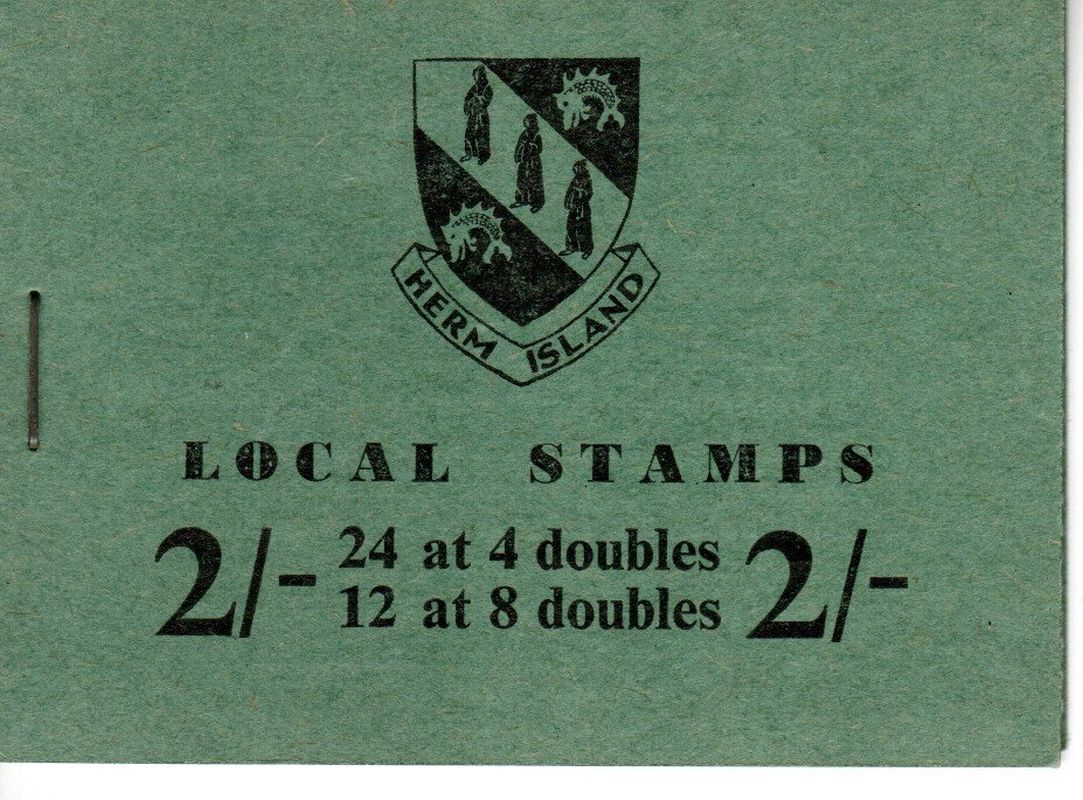 HERM ISLAND
LOCAL STAMPS
2/- 24 at 4 doubles 2/-
12 at 8 doubles